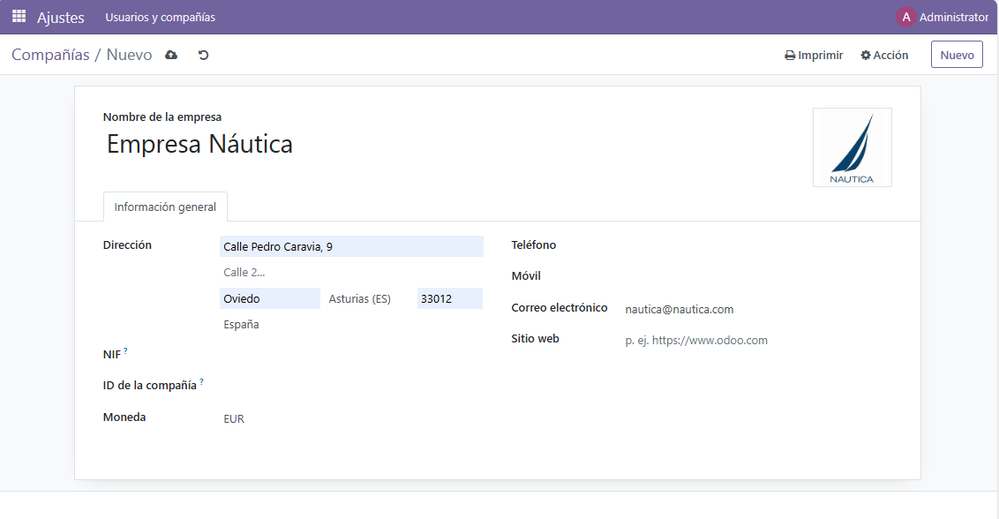 Ajustes Usuarios y compañías A Administrator
Compañías / Nuevo Imprimir Acción Nuevo
Nombre de la empresa
Empresa Náutica
NAUTICA
Información general
Dirección Calle Pedro Caravia, 9
Calle 2...
Oviedo Asturias (ES) 33012
España
NIF ?
ID de la compañía ?
Moneda EUR
Teléfono
Móvil
Correo electrónico nautica@nautica.com
Sitio web p. ej. https://www.odoo.com